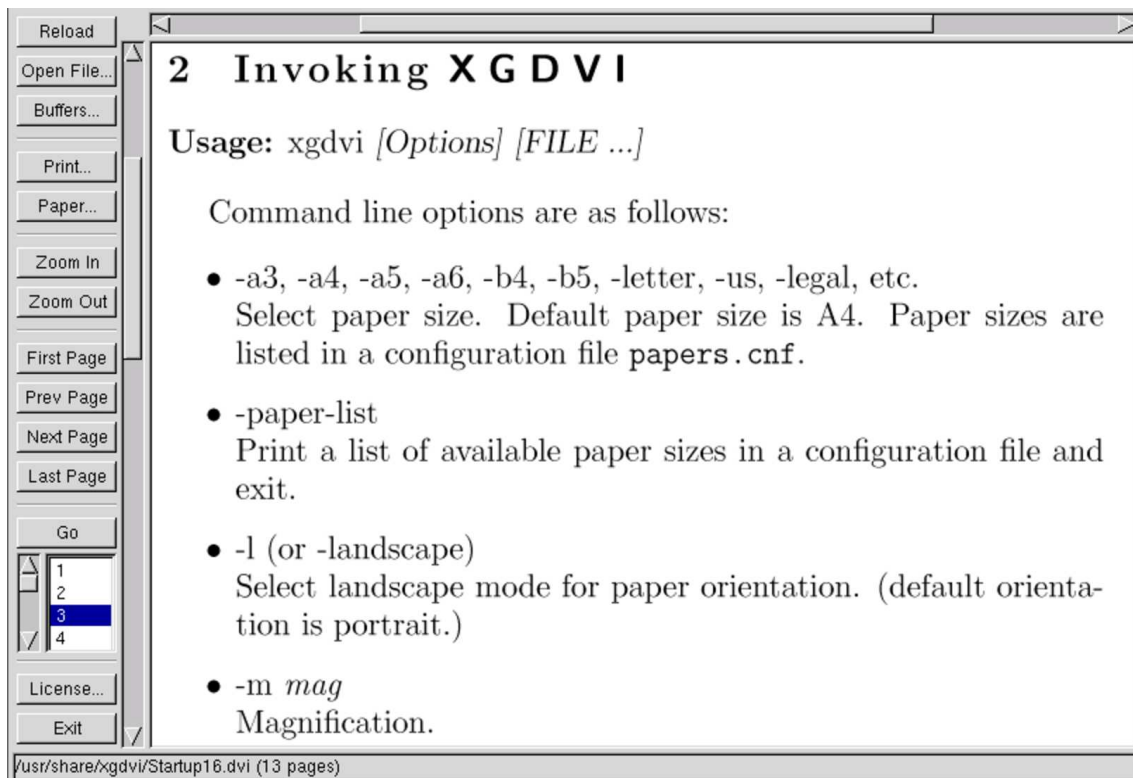 Reload
Open File...
Buffers...
Print...
Paper...
Zoom In
Zoom Out
First Page
Prev Page
Next Page
Last Page
Go
1
2
3
4
License...
Exit
2 Invoking X G D V I
Usage: xgdvi [Options] [FILE ...]
Command line options are as follows:
• -a3, -a4, -a5, -a6, -b4, -b5, -letter, -us, -legal, etc.
Select paper size. Default paper size is A4. Paper sizes are
listed in a configuration file papers.cnf.
• -paper-list
Print a list of available paper sizes in a configuration file and
exit.
• -l (or -landscape)
Select landscape mode for paper orientation. (default orienta-
tion is portrait.)
• -m mag
Magnification.
/usr/share/xgdvi/Startup16.dvi (13 pages)